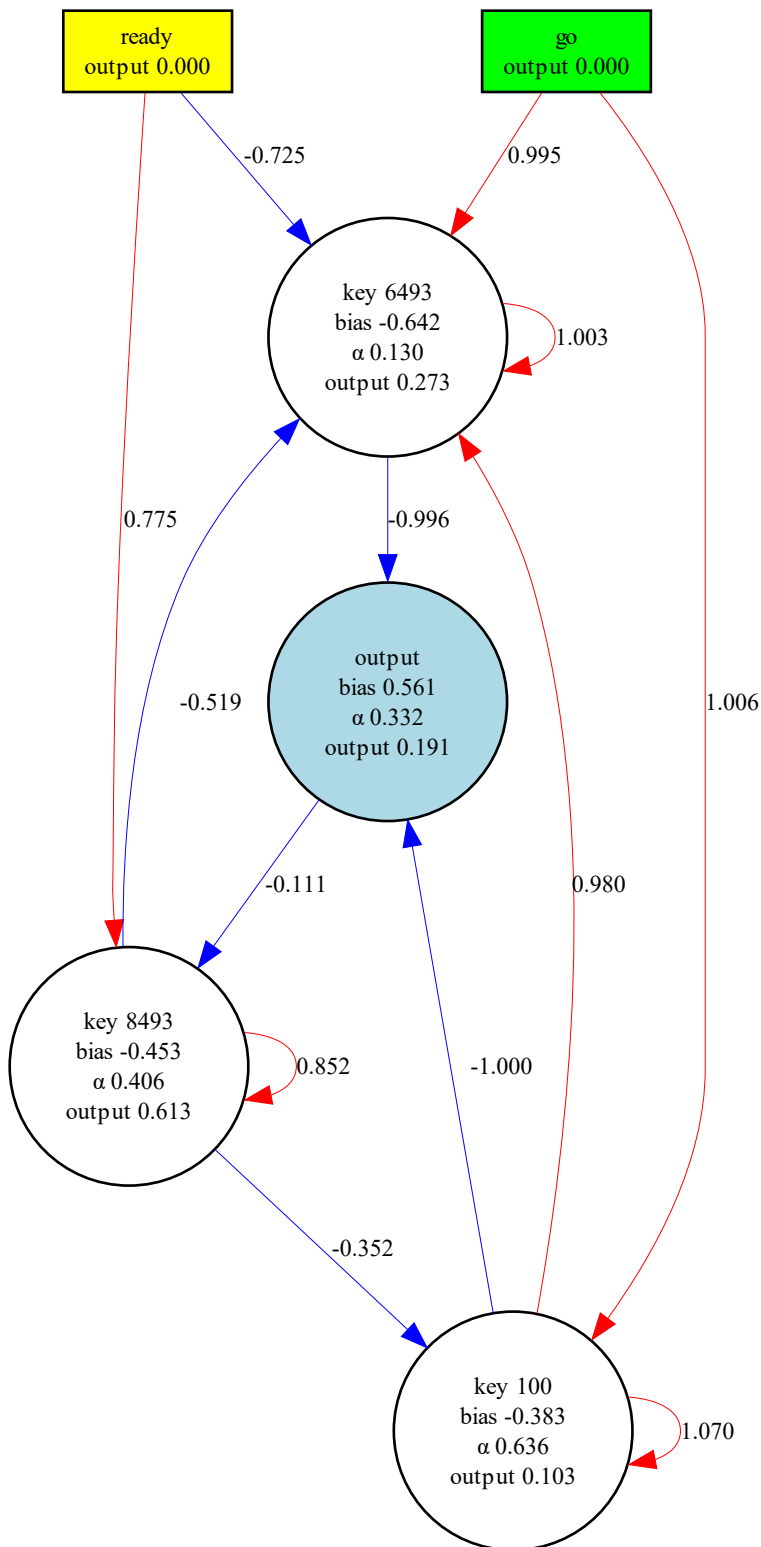 ready
output 0.000
go
output 0.000
-0.725
0.995
key 6493
bias -0.642
α 0.130
output 0.273
1.003
0.775
-0.996
-0.519
output
bias 0.561
α 0.332
output 0.191
1.006
-0.111
0.980
key 8493
bias -0.453
α 0.406
output 0.613
0.852
-1.000
-0.352
key 100
bias -0.383
α 0.636
output 0.103
1.070